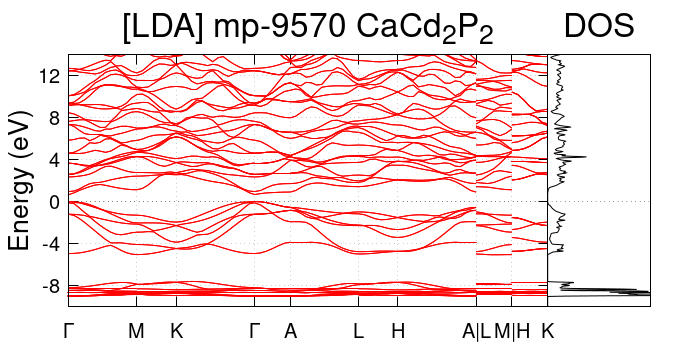 [LDA] mp-9570 CaCd₂P₂
DOS
Energy (eV)
12
8
4
0
-4
-8
Γ M K Γ A L H A|L M|H K